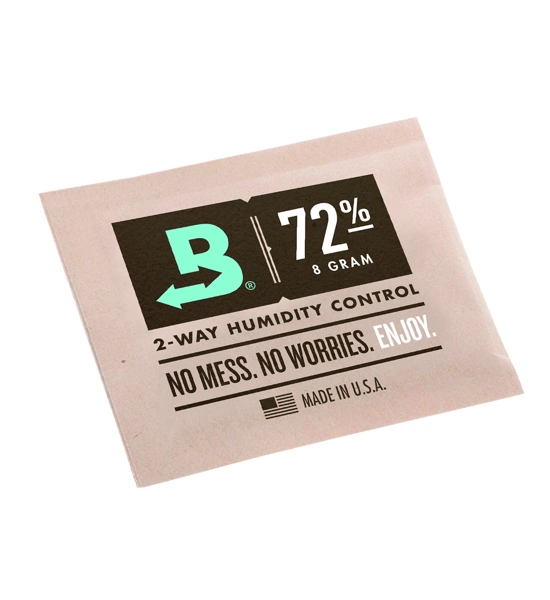 B®
72%
8 GRAM
2-WAY HUMIDITY CONTROL
NO MESS. NO WORRIES. ENJOY.
MADE IN U.S.A.